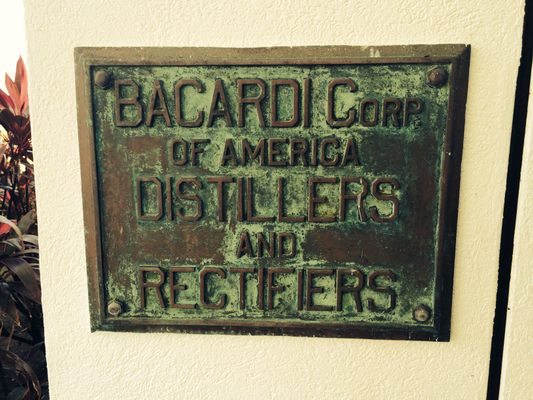 BACARDI CORP.
OF AMERICA
DISTILLERS
AND
RECTIFIERS